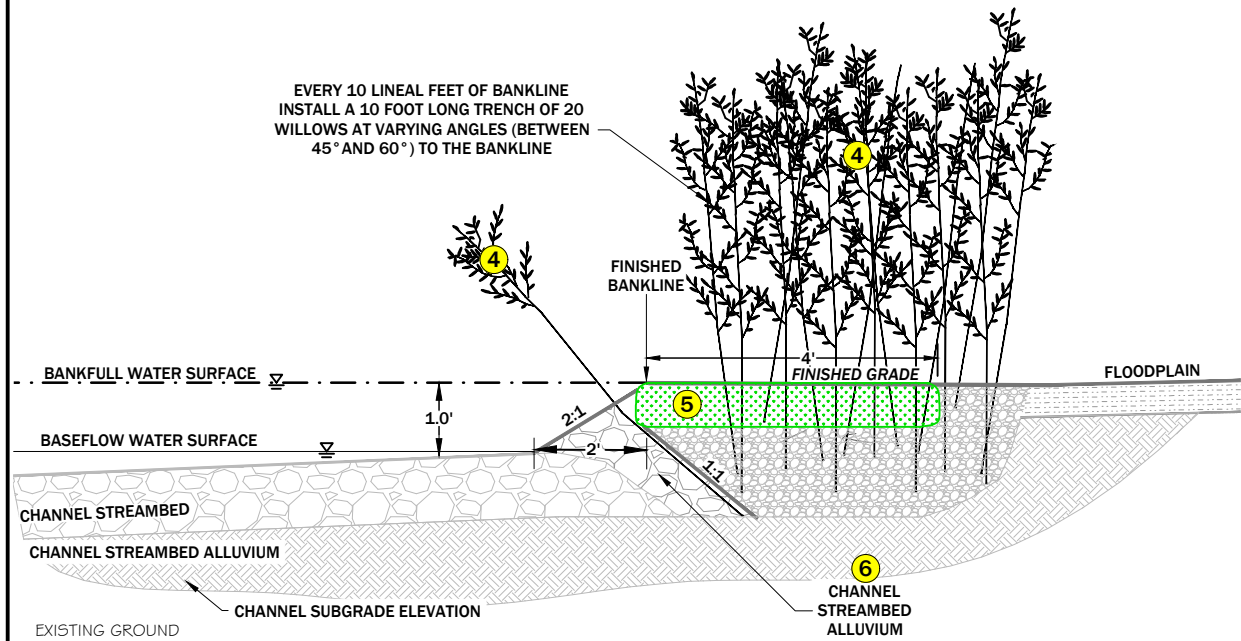 EVERY 10 LINEAL FEET OF BANKLINE
INSTALL A 10 FOOT LONG TRENCH OF 20
WILLOWS AT VARYING ANGLES (BETWEEN
45° AND 60°) TO THE BANKLINE
4
4
FINISHED
BANKLINE
4'
FINISHED GRADE
BANKFULL WATER SURFACE
FLOODPLAIN
5
2:1
1.0'
BASEFLOW WATER SURFACE
2'
1:1
CHANNEL STREAMBED
CHANNEL STREAMBED ALLUVIUM
6
CHANNEL
STREAMBED
ALLUVIUM
CHANNEL SUBGRADE ELEVATION
EXISTING GROUND